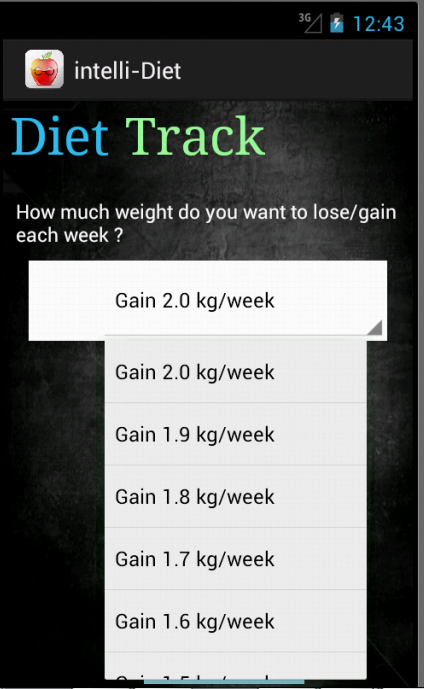 3G 12:43
intelli-Diet
Diet Track
How much weight do you want to lose/gain
each week ?
Gain 2.0 kg/week
Gain 2.0 kg/week
Gain 1.9 kg/week
Gain 1.8 kg/week
Gain 1.7 kg/week
Gain 1.6 kg/week